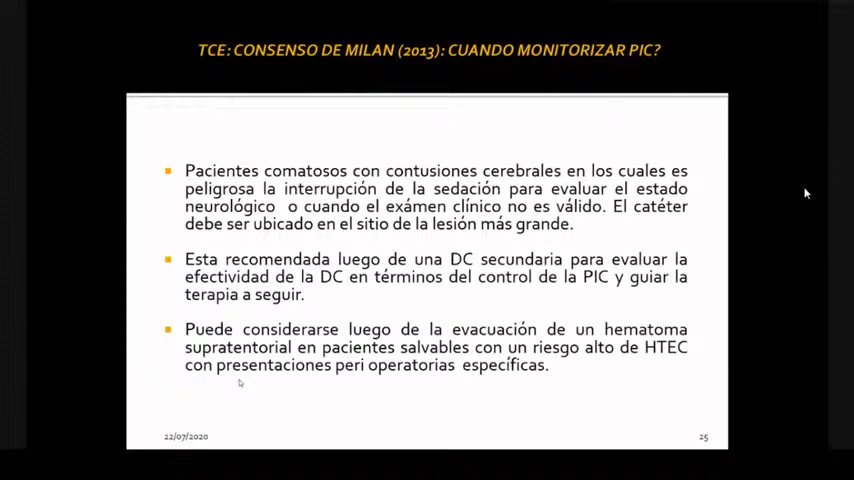 TCE: CONSENSO DE MILAN (2013): CUANDO MONITORIZAR PIC?
Pacientes comatosos con contusiones cerebrales en los cuales es
peligrosa la interrupción de la sedación para evaluar el estado
neurológico o cuando el exámen clínico no es válido. El catéter
debe ser ubicado en el sitio de la lesión más grande.
Esta recomendada luego de una DC secundaria para evaluar la
efectividad de la DC en términos del control de la PIC y guiar la
terapia a seguir.
Puede considerarse luego de la evacuación de un hematoma
supratentorial en pacientes salvables con un riesgo alto de HTEC
con presentaciones peri operatorias específicas.
22/07/2020
25